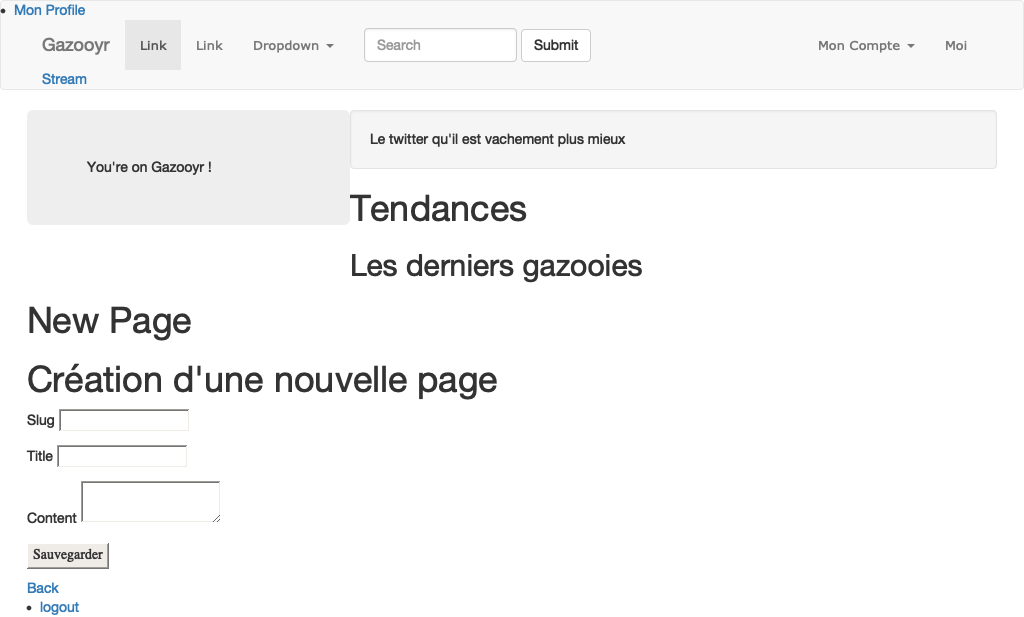 Mon Profile
Gazooyr Link Link Dropdown Search Submit Mon Compte Moi
Stream
You're on Gazooyr !
Le twitter qu'il est vachement plus mieux
Tendances
Les derniers gazooies
New Page
Création d'une nouvelle page
Slug
Title
Content
Sauvegarder
Back
logout